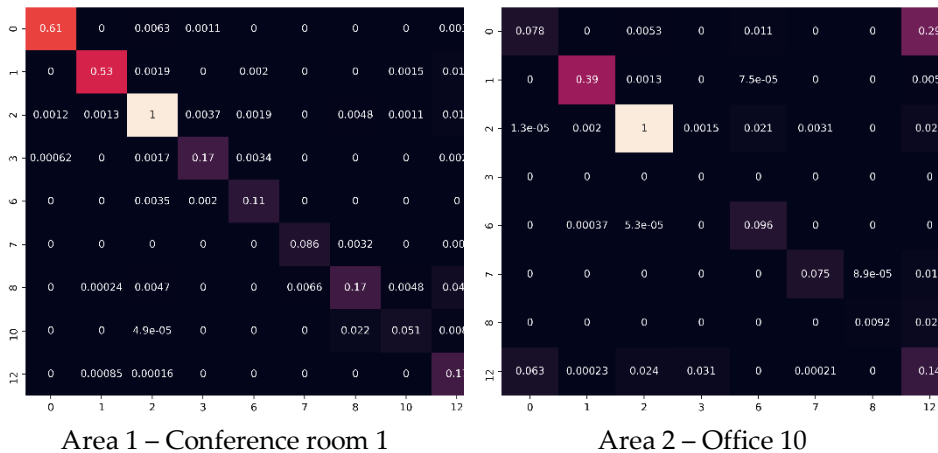 0 0.61 0 0.0063 0.0011 0 0 0 0
1 0 0.53 0.0019 0 0.002 0 0 0.0015
2 0.0012 0.0013 1 0.0037 0.0019 0 0.0048 0.0011
3 0.00062 0 0.0017 0.17 0.0034 0 0 0
6 0 0 0.0035 0.002 0.11 0 0 0 0
7 0 0 0 0 0 0.086 0.0032 0
8 0 0.00024 0.0047 0 0 0.0066 0.17 0.0048
10 0 0 4.9e-05 0 0 0 0.022 0.051
12 0 0.00085 0.00016 0 0 0 0 0
0 1 2 3 6 7 8 10 12
Area 1 – Conference room 1
0 0.078 0 0.0053 0 0.011 0 0
1 0 0.39 0.0013 0 7.5e-05 0 0
2 1.3e-05 0.002 1 0.0015 0.021 0.0031 0
3 0 0 0 0 0 0 0 0
6 0 0.00037 5.3e-05 0 0.096 0 0 0
7 0 0 0 0 0 0.075 8.9e-05
8 0 0 0 0 0 0 0.0092
12 0.063 0.00023 0.024 0.031 0 0.00021 0
0 1 2 3 6 7 8 12
Area 2 – Office 10